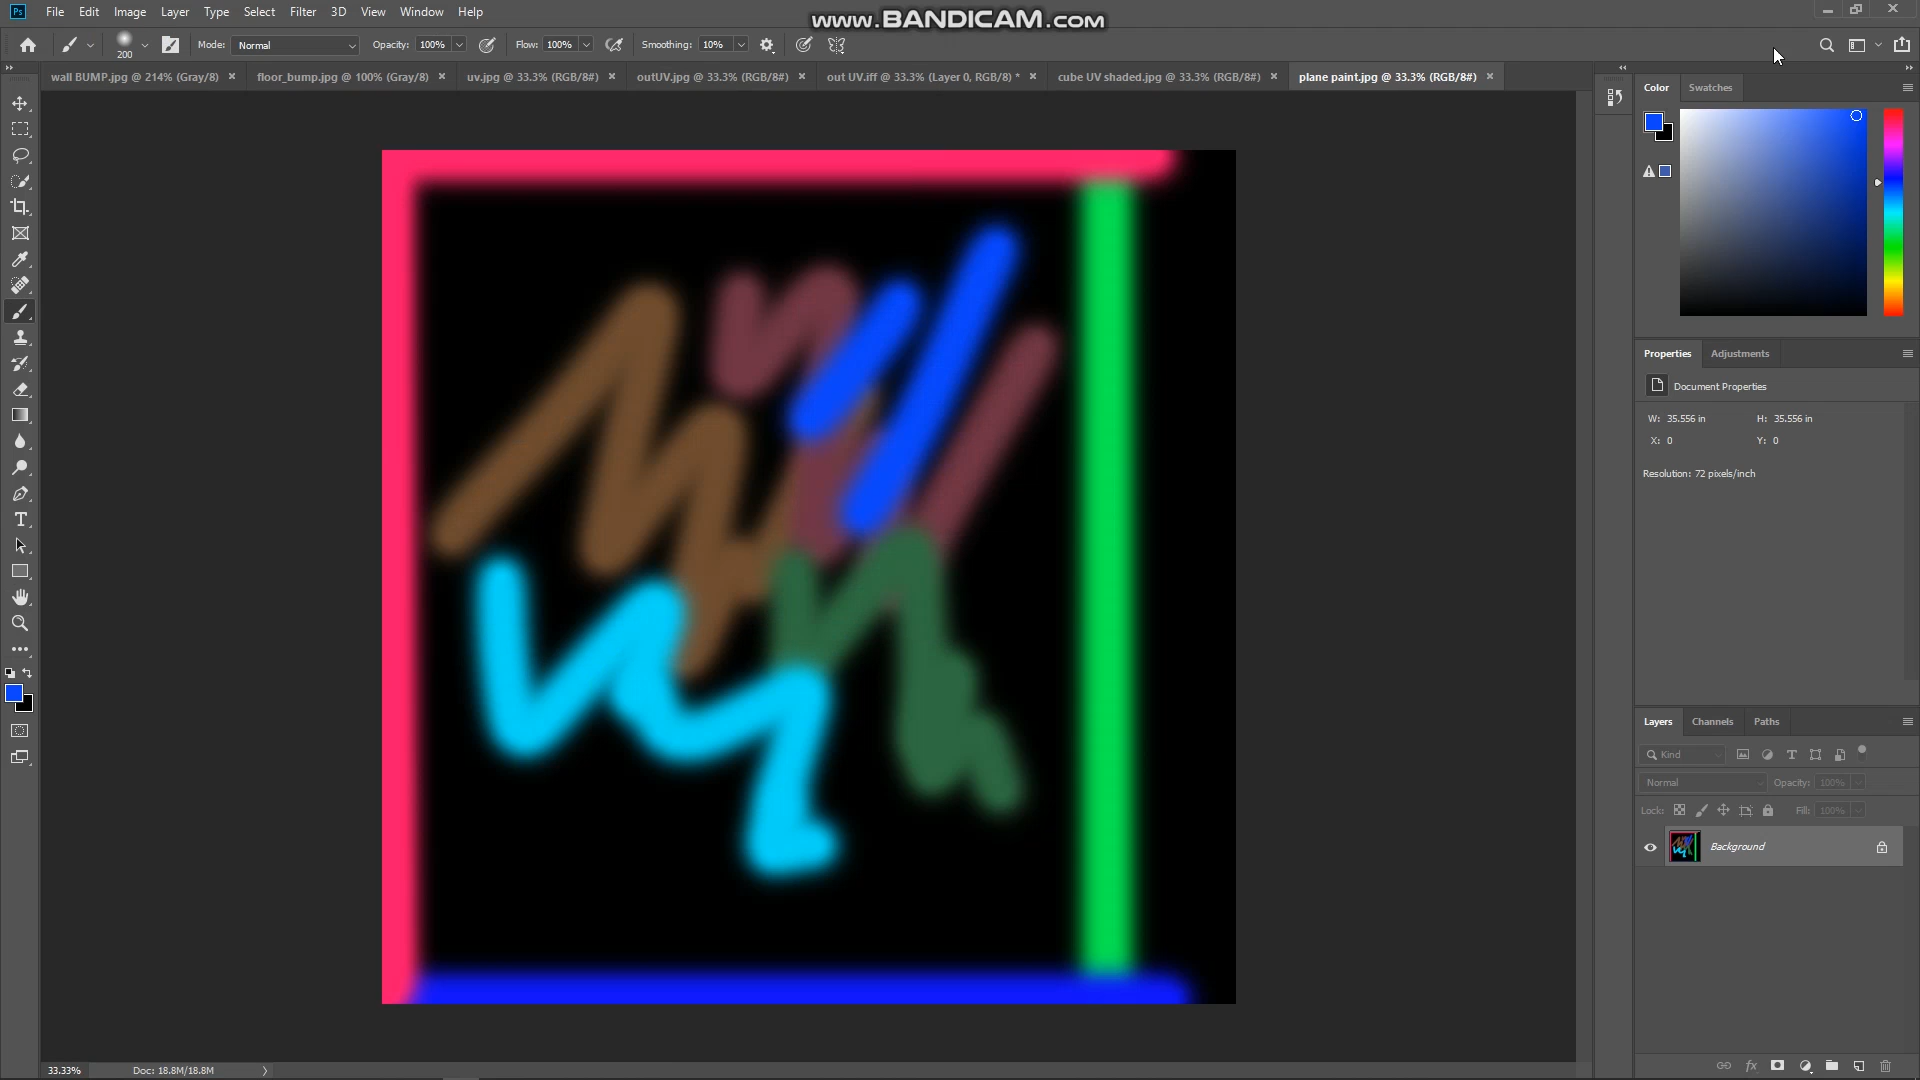 File Edit Image Layer Type Select Filter 3D View Window Help
www.BANDICAM.com
200 Mode: Normal Opacity: 100% Flow: 100% Smoothing: 10%
wall BUMP.jpg @ 214% (Gray/8) floor_bump.jpg @ 100% (Gray/8) uv.jpg @ 33.3% (RGB/8#) outUV.jpg @ 33.3% (RGB/8#) out UV.iff @ 33.3% (Layer 0, RGB/8) * cube UV shaded.jpg @ 33.3% (RGB/8#) plane paint.jpg @ 33.3% (RGB/8#)
Color Swatches
Properties Adjustments
Document Properties
W: 35.556 in H: 35.556 in
X: 0 Y: 0
Resolution: 72 pixels/inch
Layers Channels Paths
Kind
Normal Opacity: 100%
Lock: Fill: 100%
Background
fx
33.33% Doc: 18.8M/18.8M